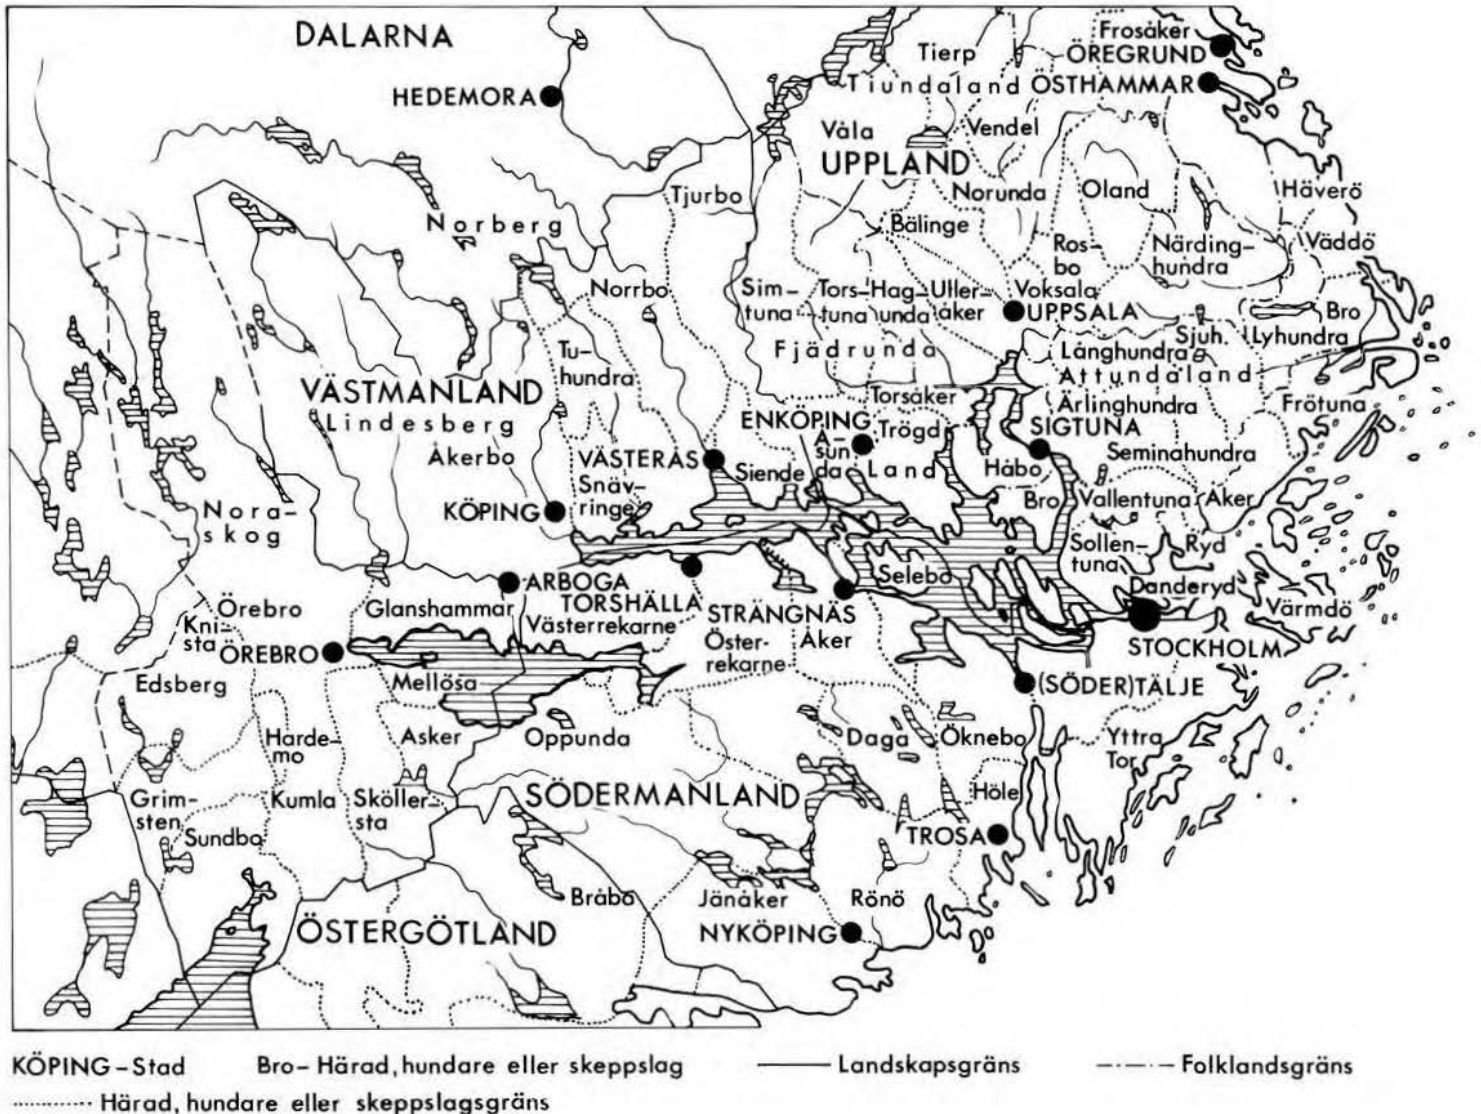 DALARNA
HEDEMORA
Frosåker
ÖREGRUND
Tierp
Tiundaland
ÖSTHAMMAR
Våla
Vendel
UPPLAND
Tjurbo
Norunda
Oland
Häverö
Norberg
Bälinge
Ros-
bo
Närding-
hundra
Väddö
Norrbo
Sim-
tuna
Tors-
tuna
Hag-
unda
Uller-
åker
Voksala
UPPSALA
Sjuh.
Lyhundra
Bro
Tu-
hundra
Fjädrunda
Långhundra
Attundaland
VÄSTMANLAND
Lindesberg
Torsåker
Ärlinghundra
Frötuna
ENKÖPING
Trögd
SIGTUNA
Åkerbo
VÄSTERÅS
Siende
Å-
sun
da
Land
Håbo
Seminahundra
Snäv-
ringe
KÖPING
Bro
Vallentuna
Åker
Nora-
skog
Sollen-
tuna
Ryd
ARBOGA
Selebo
Danderyd
Örebro
Glanshammar
TORSHÄLLA
STRÄNGNÄS
Värmdö
Kni
sta
ÖREBRO
Västerrekarne
Öster-
rekarne
Åker
STOCKHOLM
Edsberg
Mellösa
(SÖDER)TÄLJE
Harde-
mo
Asker
Oppunda
Daga
Öknebo
Yttra
Tor
Grim-
sten
Kumla
Sköller-
sta
SÖDERMANLAND
Höle
Sundbo
TROSA
Bråbo
Jänåker
Rönö
ÖSTERGÖTLAND
NYKÖPING
KÖPING – Stad Bro – Härad, hundare eller skeppslag Landskapsgräns Folklandsgräns
Härad, hundare eller skeppslagsgräns